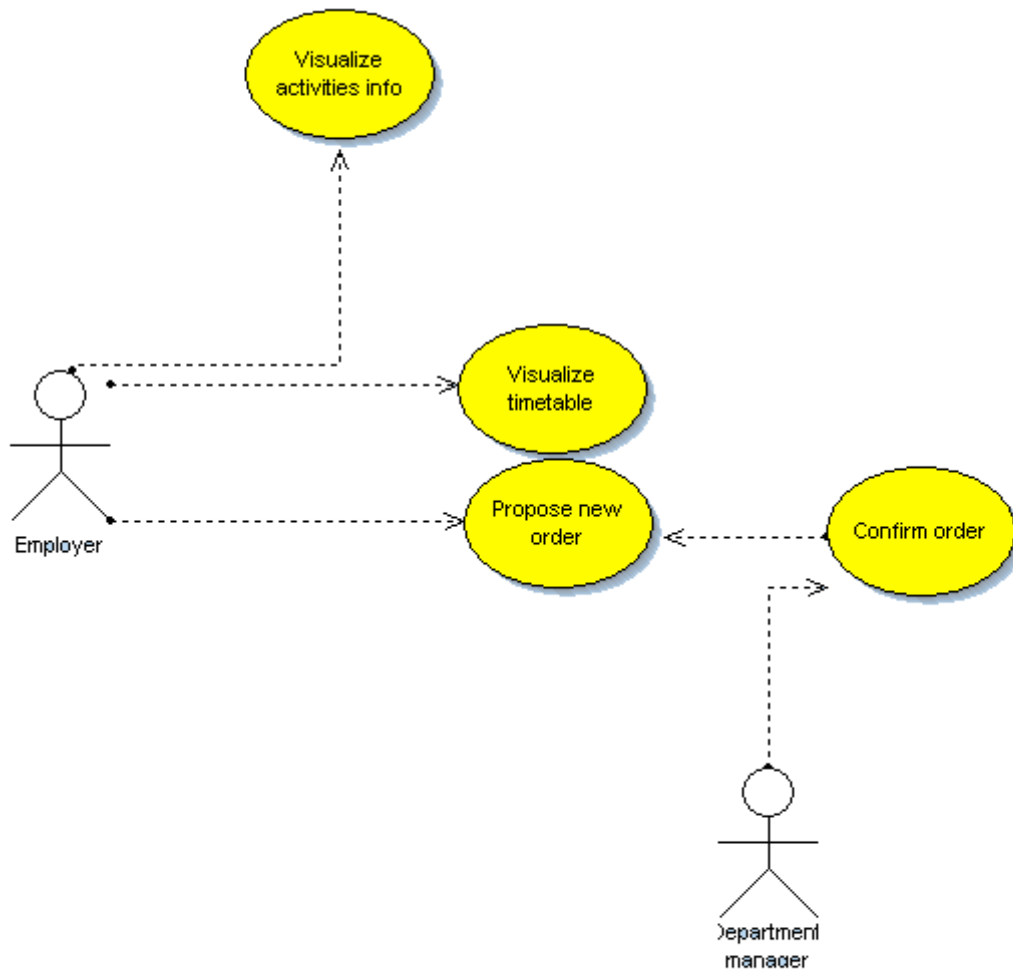 Visualize
activities info
Visualize
timetable
Propose new
order
Confirm order
Employer
Department
manager